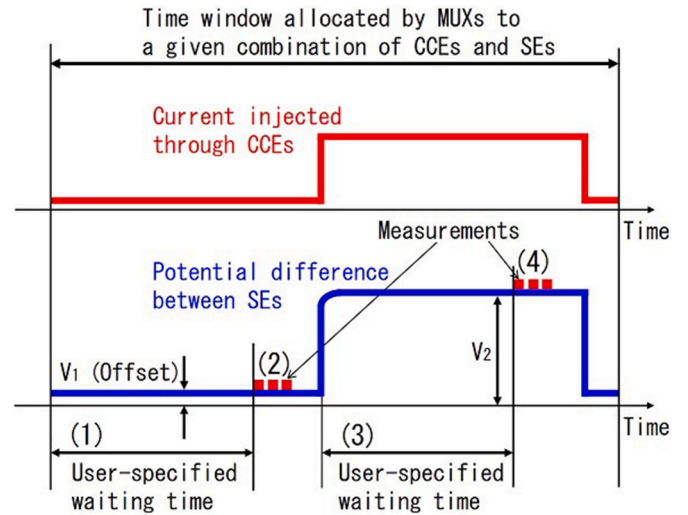 Time window allocated by MUXs to
a given combination of CCEs and SEs
Current injected
through CCEs
Time
Measurements
Potential difference
between SEs
(4)
V₁ (Offset)
(2)
V₂
Time
(1)
(3)
User-specified
waiting time
User-specified
waiting time